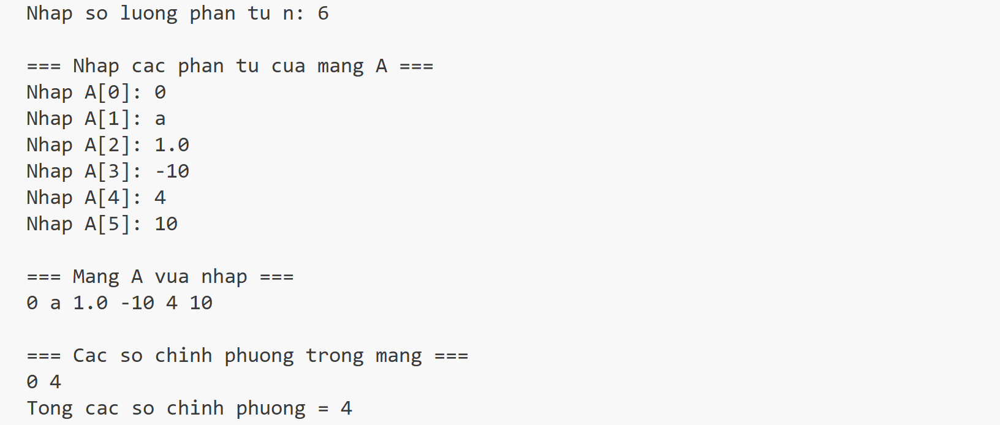 Nhap so luong phan tu n: 6
=== Nhap cac phan tu cua mang A ===
Nhap A[0]: 0
Nhap A[1]: a
Nhap A[2]: 1.0
Nhap A[3]: -10
Nhap A[4]: 4
Nhap A[5]: 10
=== Mang A vua nhap ===
0 a 1.0 -10 4 10
=== Cac so chinh phuong trong mang ===
0 4
Tong cac so chinh phuong = 4